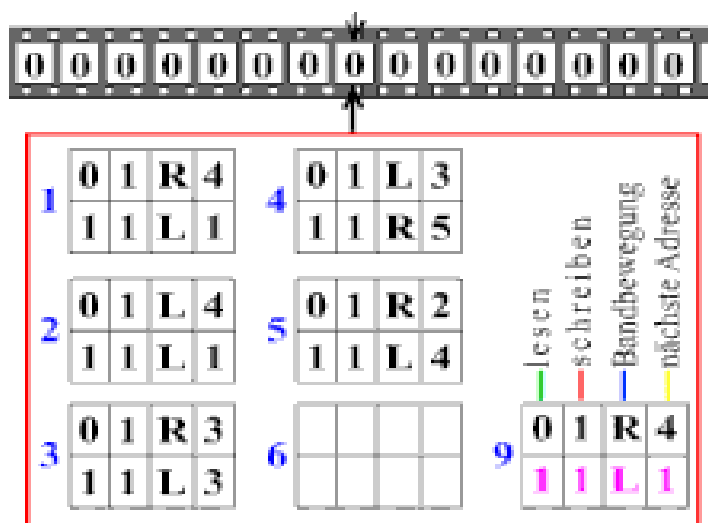 0 0 0 0 0 0 0 0 0 0 0 0 0 0 0
1
0 1 R 4
1 1 L 1
4
0 1 L 3
1 1 R 5
2
0 1 L 4
1 1 L 1
5
0 1 R 2
1 1 L 4
3
0 1 R 3
1 1 L 3
6
lesen
schreiben
Bandbewegung
nächste Adresse
9
0 1 R 4
1 1 L 1